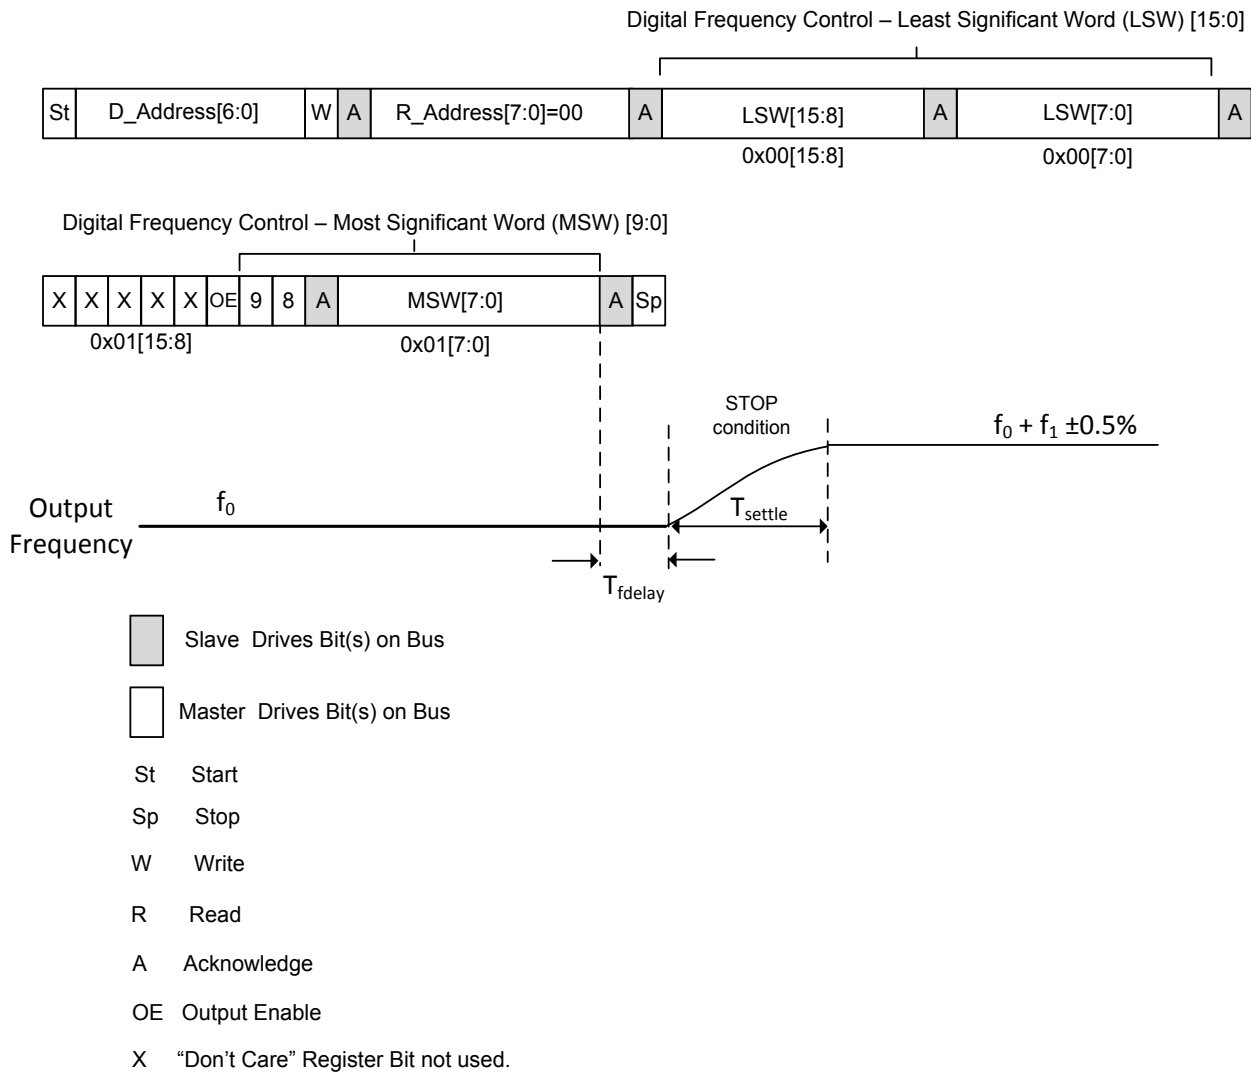 Digital Frequency Control – Least Significant Word (LSW) [15:0]
St D_Address[6:0] W A R_Address[7:0]=00 A LSW[15:8] A LSW[7:0] A
0x00[15:8] 0x00[7:0]
Digital Frequency Control – Most Significant Word (MSW) [9:0]
X X X X X OE 9 8 A MSW[7:0] A Sp
0x01[15:8] 0x01[7:0]
STOP
condition
f0 + f1 ±0.5%
Output
Frequency
f0
Tsettle
Tfdelay
Slave Drives Bit(s) on Bus
Master Drives Bit(s) on Bus
St Start
Sp Stop
W Write
R Read
A Acknowledge
OE Output Enable
X “Don’t Care” Register Bit not used.